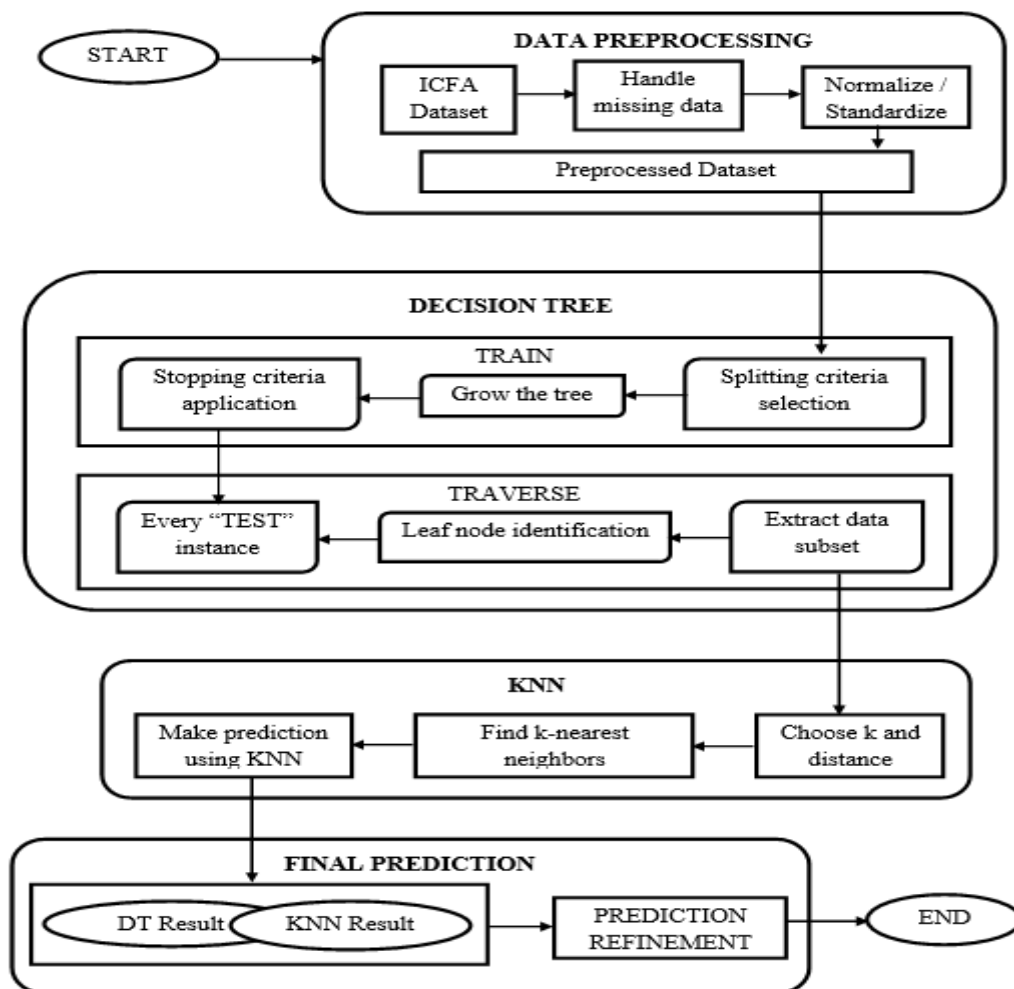 START
DATA PREPROCESSING
ICFA
Dataset
Handle
missing data
Normalize /
Standardize
Preprocessed Dataset
DECISION TREE
TRAIN
Stopping criteria
application
Grow the tree
Splitting criteria
selection
TRAVERSE
Every “TEST”
instance
Leaf node identification
Extract data
subset
KNN
Make prediction
using KNN
Find k-nearest
neighbors
Choose k and
distance
FINAL PREDICTION
DT Result
KNN Result
PREDICTION
REFINEMENT
END